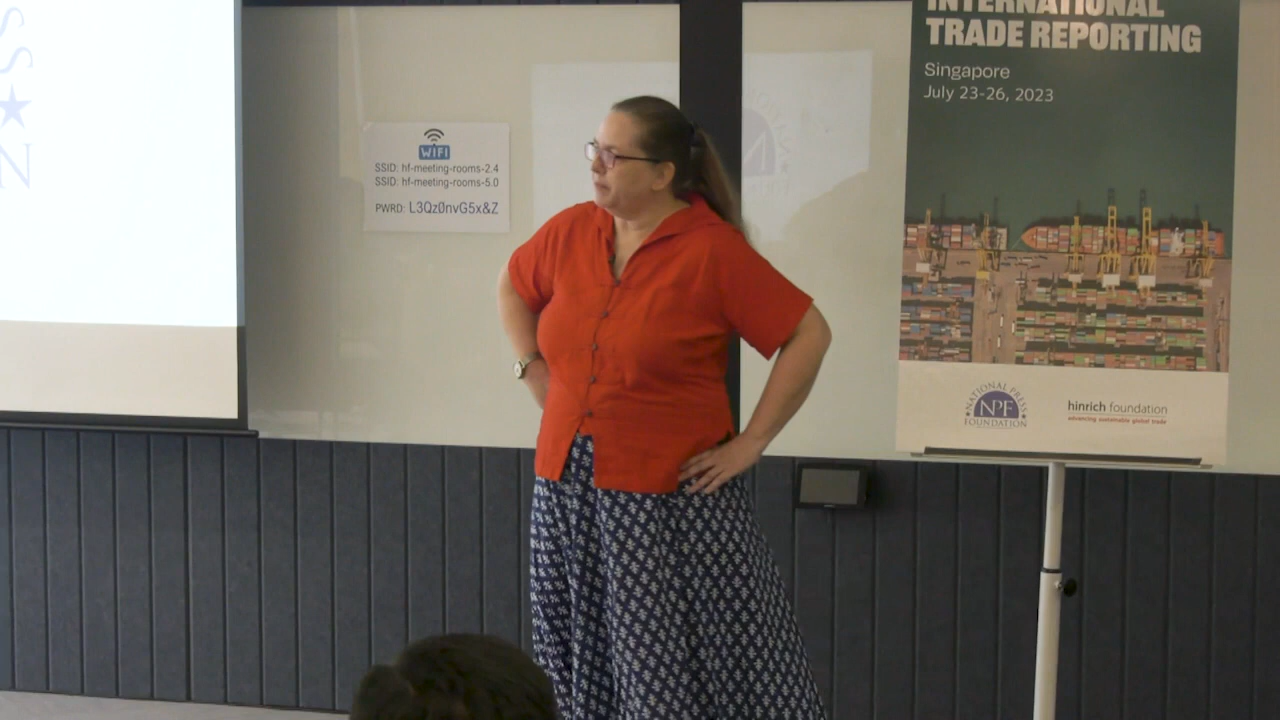 WIFI
SSID: hf-meeting-rooms-2.4
SSID: hf-meeting-rooms-5.0
PWRD: L3Qz0nvG5x&Z
INTERNATIONAL
TRADE REPORTING
Singapore
July 23-26, 2023
NATIONAL PRESS
NPF
FOUNDATION
hinrich foundation
advancing sustainable global trade